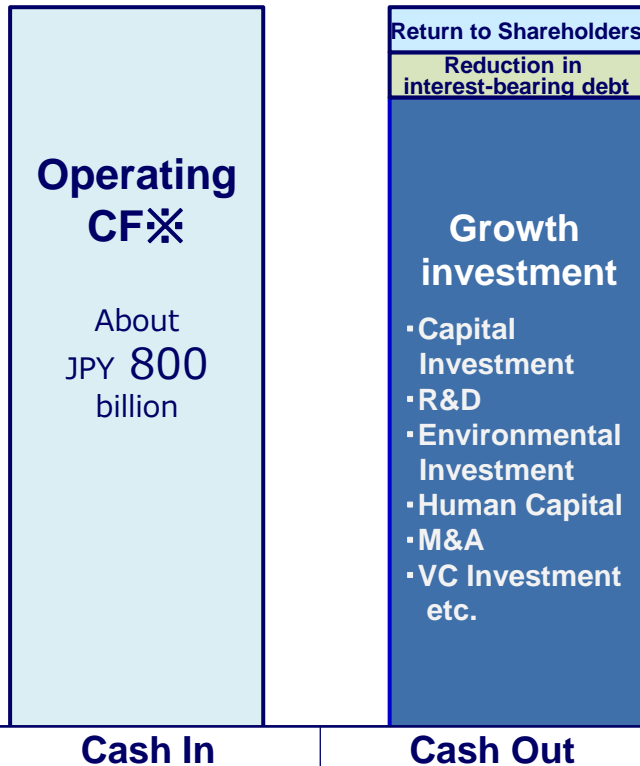 Operating
CF※
About
JPY 800
billion
Return to Shareholders
Reduction in
interest-bearing debt
Growth
investment
・Capital
Investment
・R&D
・Environmental
Investment
・Human Capital
・M&A
・VC Investment
etc.
Cash In
Cash Out